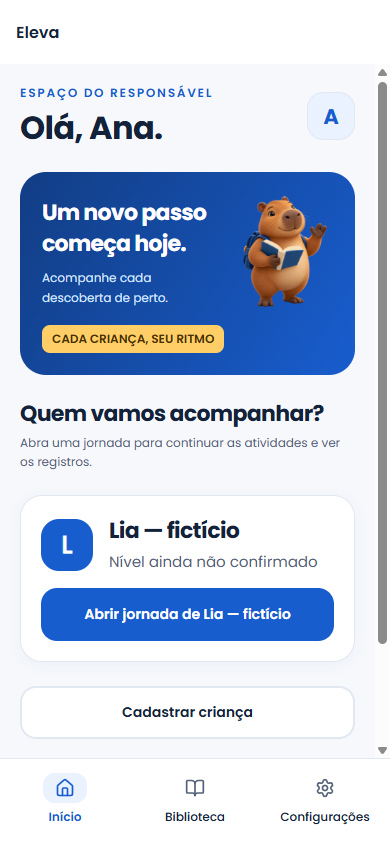 Eleva
ESPAÇO DO RESPONSÁVEL
Olá, Ana.
A
Um novo passo
começa hoje.
Acompanhe cada
descoberta de perto.
CADA CRIANÇA, SEU RITMO
Quem vamos acompanhar?
Abra uma jornada para continuar as atividades e ver
os registros.
L
Lia — fictício
Nível ainda não confirmado
Abrir jornada de Lia — fictício
Cadastrar criança
Início
Biblioteca
Configurações